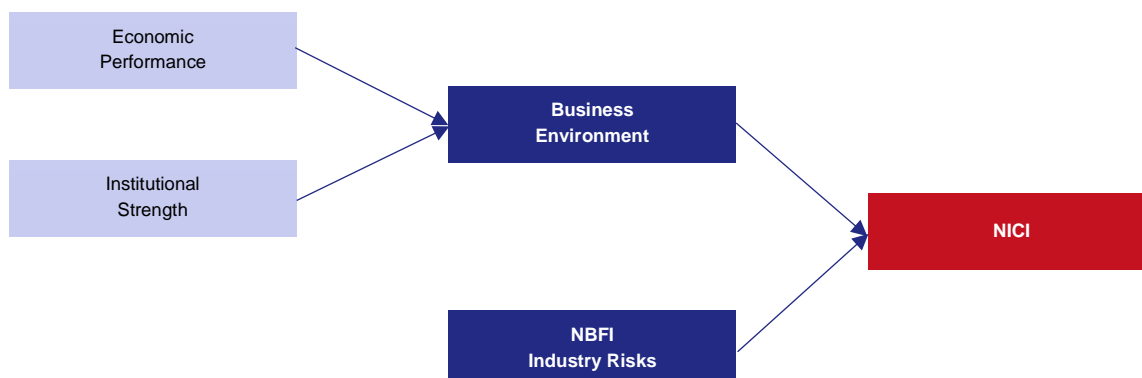 Economic
Performance
Business
Environment
Institutional
Strength
NICI
NBFI
Industry Risks